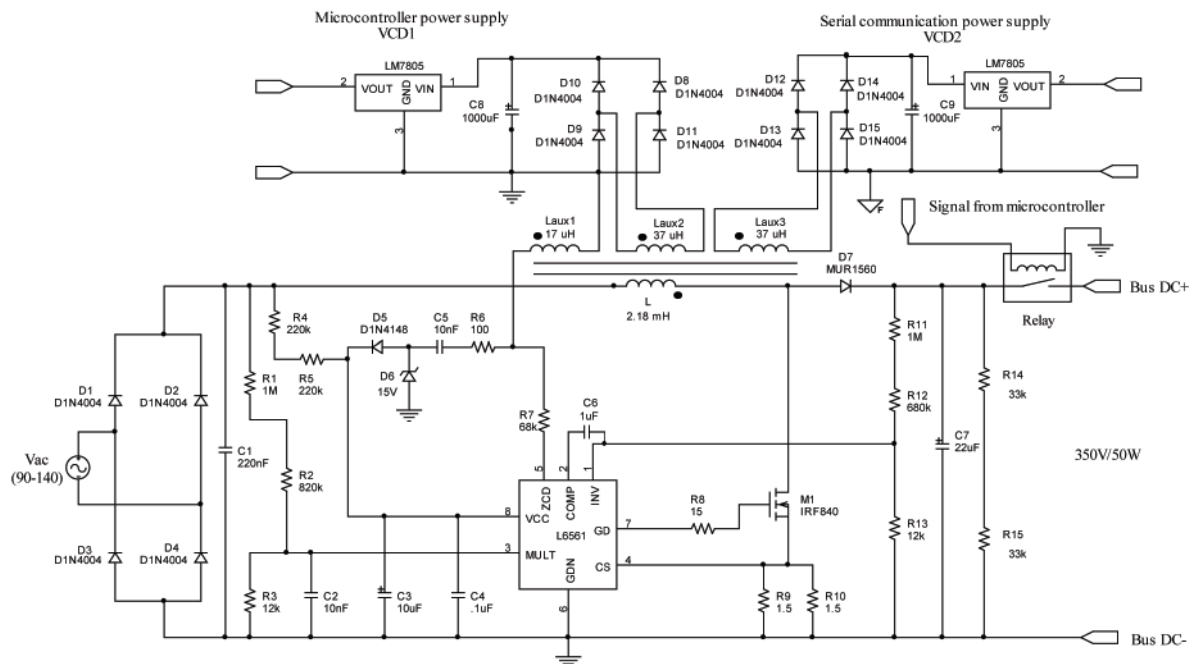 Microcontroller power supply
VCD1
Serial communication power supply
VCD2
LM7805
2
VOUT
GND
VIN
1
3
C8
1000uF
D10
D1N4004
D8
D1N4004
D9
D1N4004
D11
D1N4004
D12
D1N4004
D14
D1N4004
D13
D1N4004
D15
D1N4004
C9
1000uF
LM7805
1
VIN
GND
VOUT
2
3
F
Signal from microcontroller
Laux1
17 uH
Laux2
37 uH
Laux3
37 uH
D7
MUR1560
L
2.18 mH
Relay
Bus DC+
R4
220k
R5
220k
D5
D1N4148
C5
10nF
R6
100
D6
15V
R1
1M
R2
820k
D1
D1N4004
D2
D1N4004
Vac
(90-140)
C1
220nF
D3
D1N4004
D4
D1N4004
R3
12k
C2
10nF
C3
10uF
C4
.1uF
R7
68k
C6
1uF
5
2
1
ZCD
COMP
INV
8
VCC
L6561
GD
7
3
MULT
CS
4
GDN
6
R8
15
M1
IRF840
R9
1.5
R10
1.5
R11
1M
R12
680k
R13
12k
C7
22uF
R14
33k
R15
33k
350V/50W
Bus DC-